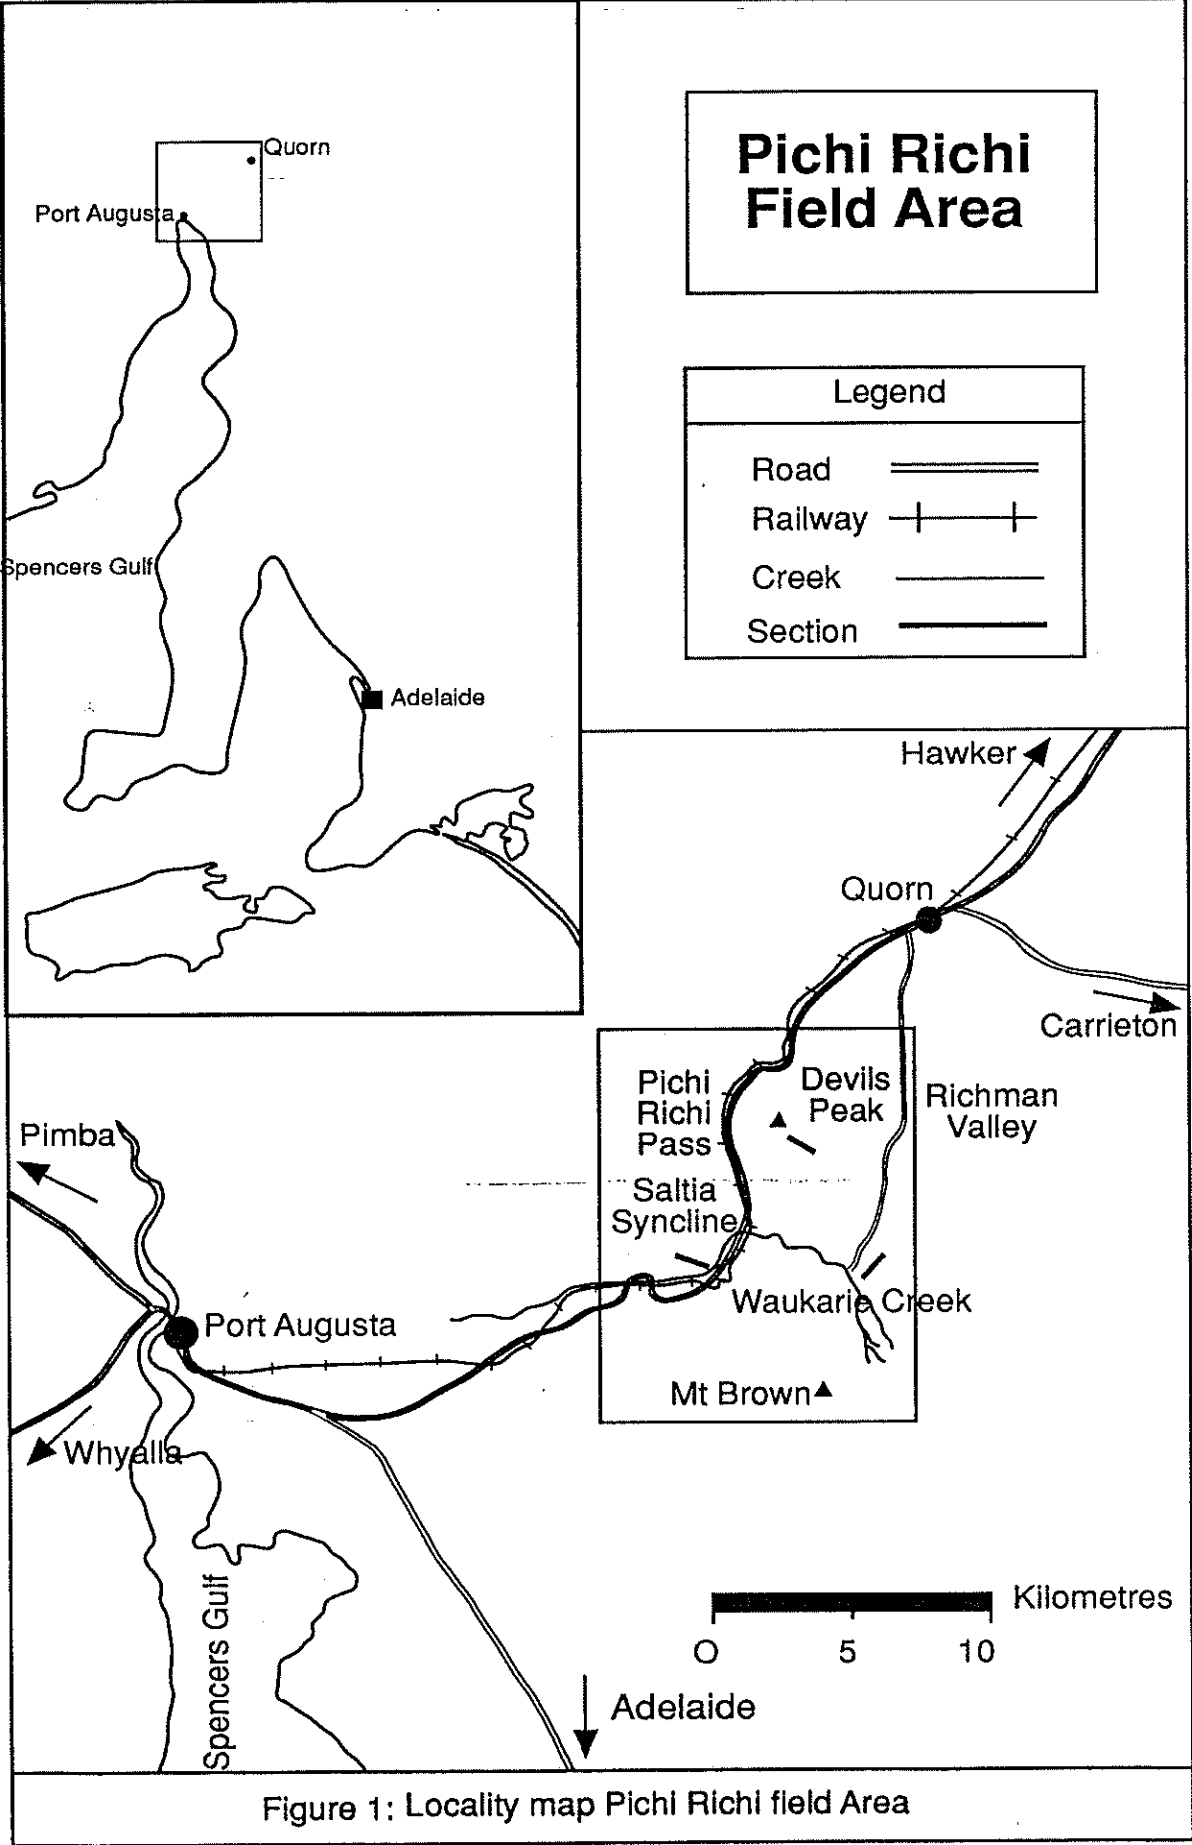 Quorn
Port Augusta
Spencers Gulf
Adelaide
Pichi Richi
Field Area
Legend
Road
Railway
Creek
Section
Hawker
Quorn
Carrieton
Pichi
Richi
Pass
Devils
Peak
Richman
Valley
Pimba
Saltia
Syncline
Waukarie Creek
Port Augusta
Mt Brown
Whyalla
Spencers Gulf
Kilometres
O 5 10
Adelaide
Figure 1: Locality map Pichi Richi field Area